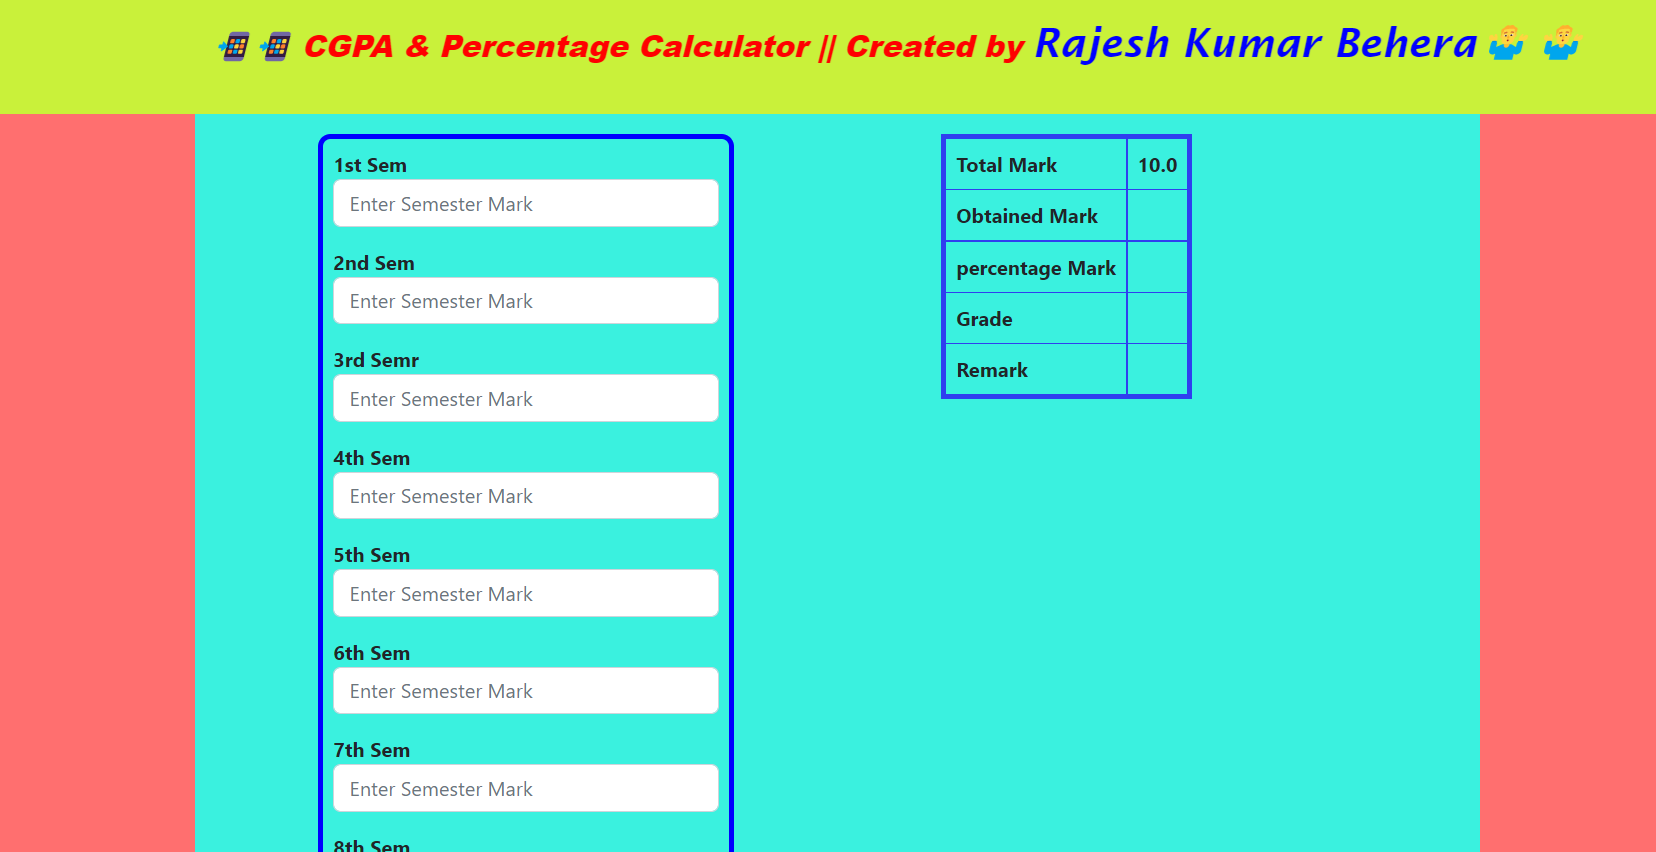 CGPA & Percentage Calculator || Created by Rajesh Kumar Behera
1st Sem
Enter Semester Mark
2nd Sem
Enter Semester Mark
3rd Semr
Enter Semester Mark
4th Sem
Enter Semester Mark
5th Sem
Enter Semester Mark
6th Sem
Enter Semester Mark
7th Sem
Enter Semester Mark
8th Sem
Total Mark 10.0
Obtained Mark
percentage Mark
Grade
Remark